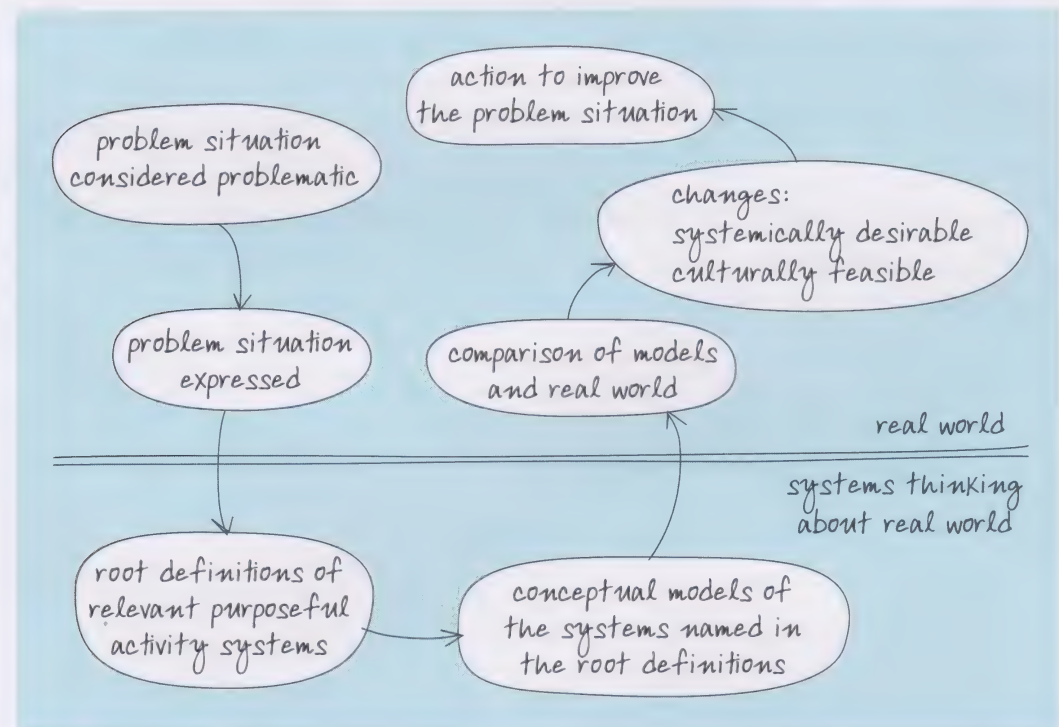 problem situation
considered problematic
problem situation
expressed
root definitions of
relevant purposeful
activity systems
conceptual models of
the systems named in
the root definitions
comparison of models
and real world
changes:
systemically desirable
culturally feasible
action to improve
the problem situation
real world
systems thinking
about real world